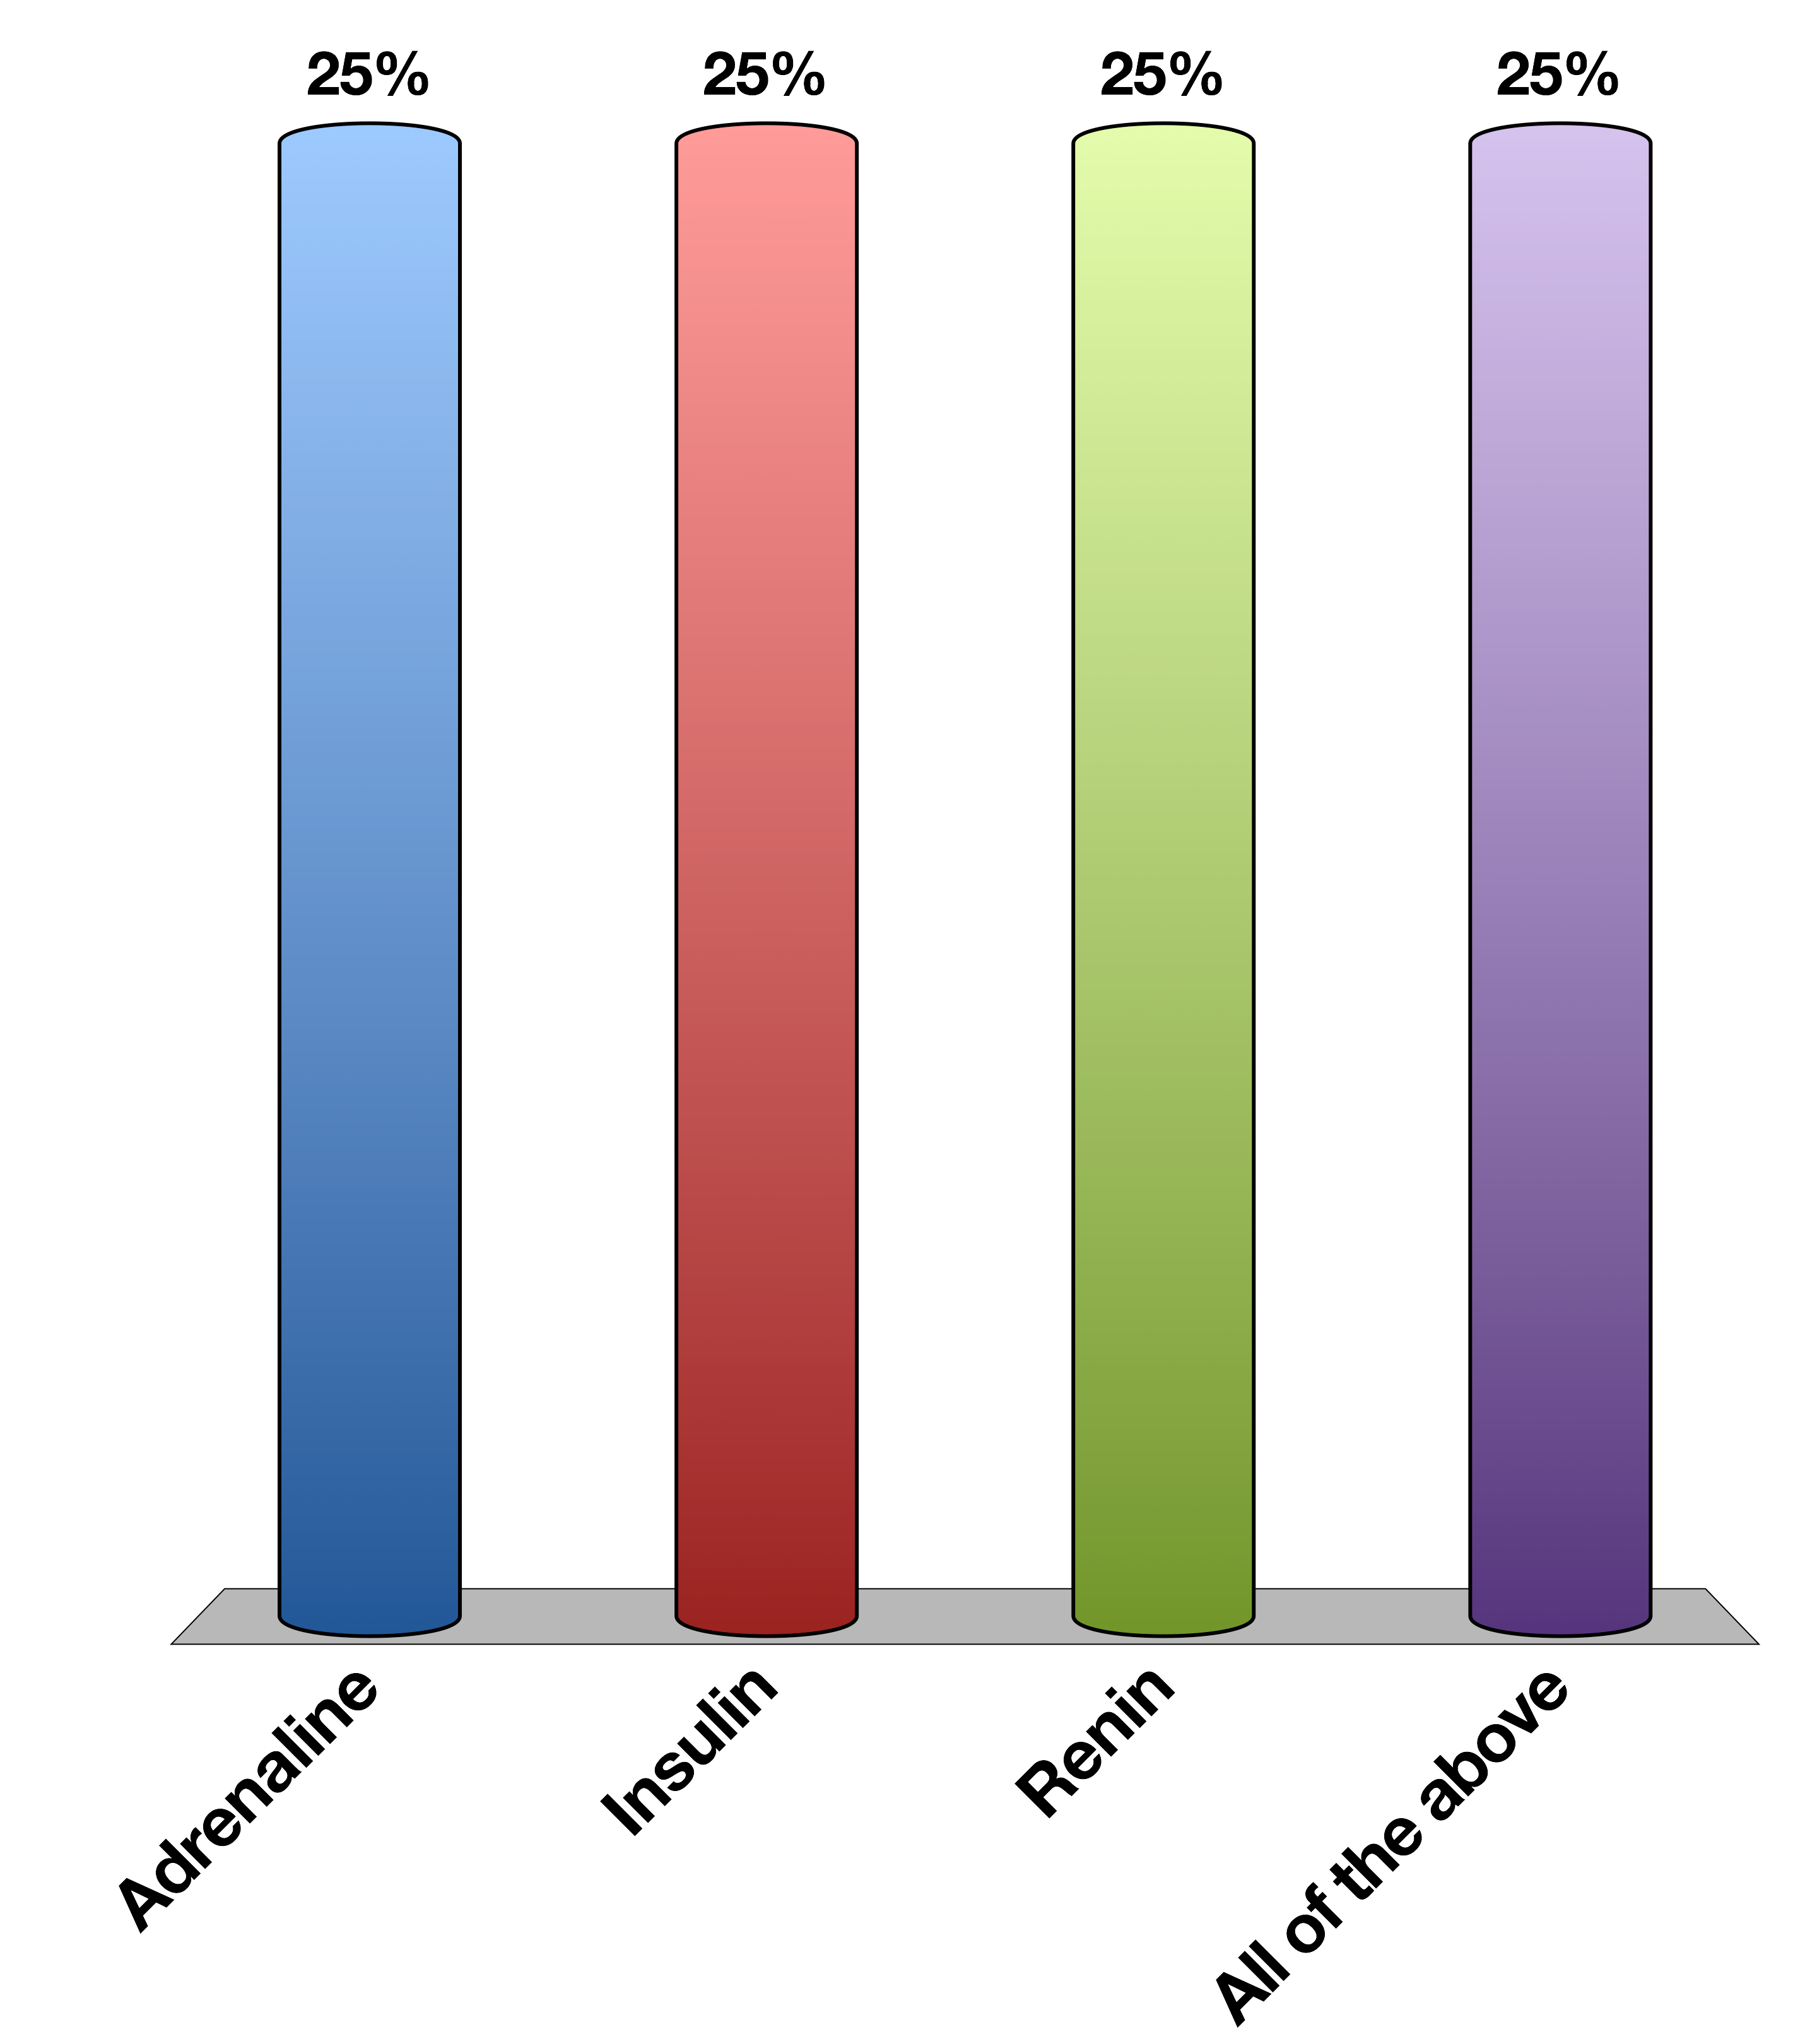 25% 25% 25% 25%
Adrenaline
Insulin
Renin
All of the above